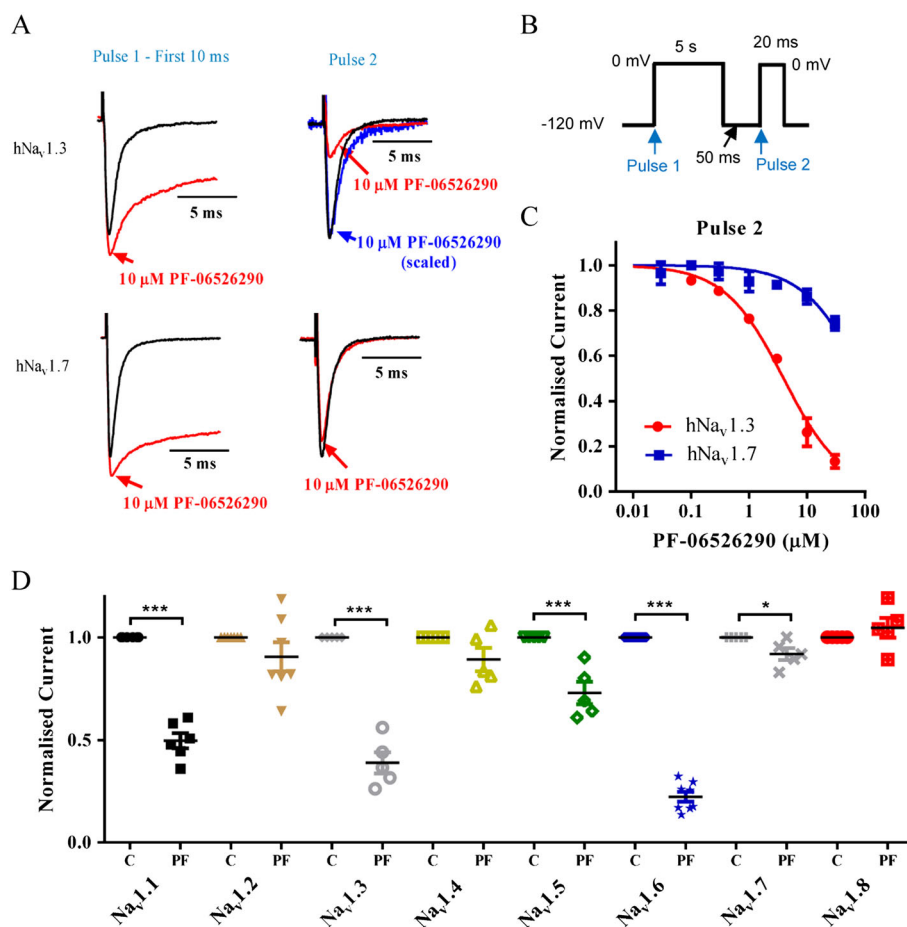 A
Pulse 1 - First 10 ms
Pulse 2
hNav1.3
5 ms
10 μM PF-06526290
5 ms
10 μM PF-06526290
10 μM PF-06526290
(scaled)
hNav1.7
5 ms
10 μM PF-06526290
5 ms
10 μM PF-06526290
B
5 s
20 ms
0 mV
0 mV
-120 mV
Pulse 1
50 ms
Pulse 2
C
Pulse 2
Normalised Current
1.0
0.8
0.6
0.4
0.2
0.0
hNav1.3
hNav1.7
0.01 0.1 1 10 100
PF-06526290 (μM)
D
Normalised Current
1.0
0.5
0.0
*** *** *** *** *
C PF C PF C PF C PF C PF C PF C PF C PF
Nav1.1 Nav1.2 Nav1.3 Nav1.4 Nav1.5 Nav1.6 Nav1.7 Nav1.8